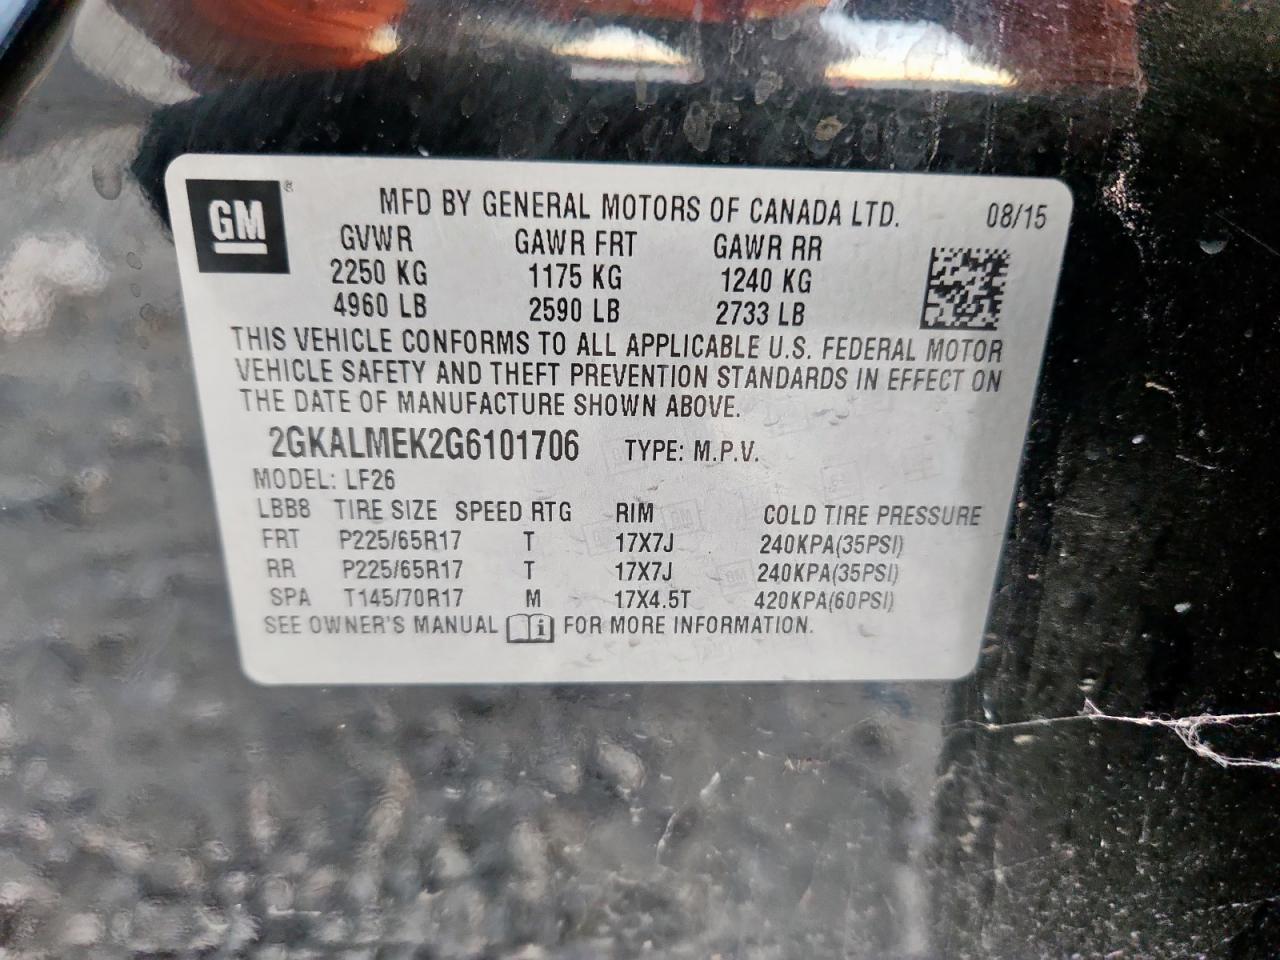 GM ®
MFD BY GENERAL MOTORS OF CANADA LTD. 08/15
GVWR GAWR FRT GAWR RR
2250 KG 1175 KG 1240 KG
4960 LB 2590 LB 2733 LB
THIS VEHICLE CONFORMS TO ALL APPLICABLE U.S. FEDERAL MOTOR
VEHICLE SAFETY AND THEFT PREVENTION STANDARDS IN EFFECT ON
THE DATE OF MANUFACTURE SHOWN ABOVE.
2GKALMEK2G6101706 TYPE: M.P.V.
MODEL: LF26
LBB8 TIRE SIZE SPEED RTG RIM COLD TIRE PRESSURE
FRT P225/65R17 T 17X7J 240KPA(35PSI)
RR P225/65R17 T 17X7J 240KPA(35PSI)
SPA T145/70R17 M 17X4.5T 420KPA(60PSI)
SEE OWNER'S MANUAL i FOR MORE INFORMATION.